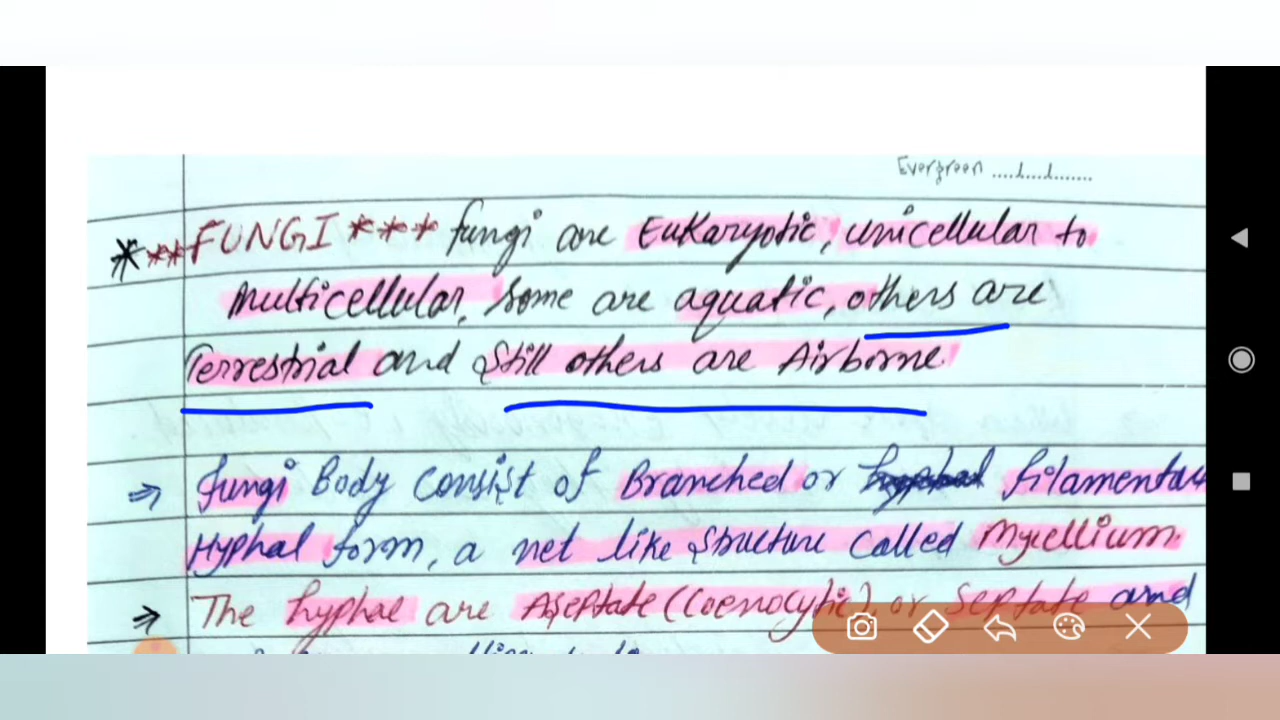 Evergreen ....../....../.......
***FUNGI *** fungi are Eukaryotic, unicellular to
Multicellular, Some are aquatic, others are
Terrestrial and Still others are Airborne.
⇒ fungi Body Consist of Branched or filamentous
Hyphal form, a net like Structure Called Mycellium.
⇒ The hyphae are Aseptate (Coenocytic) or Septate and